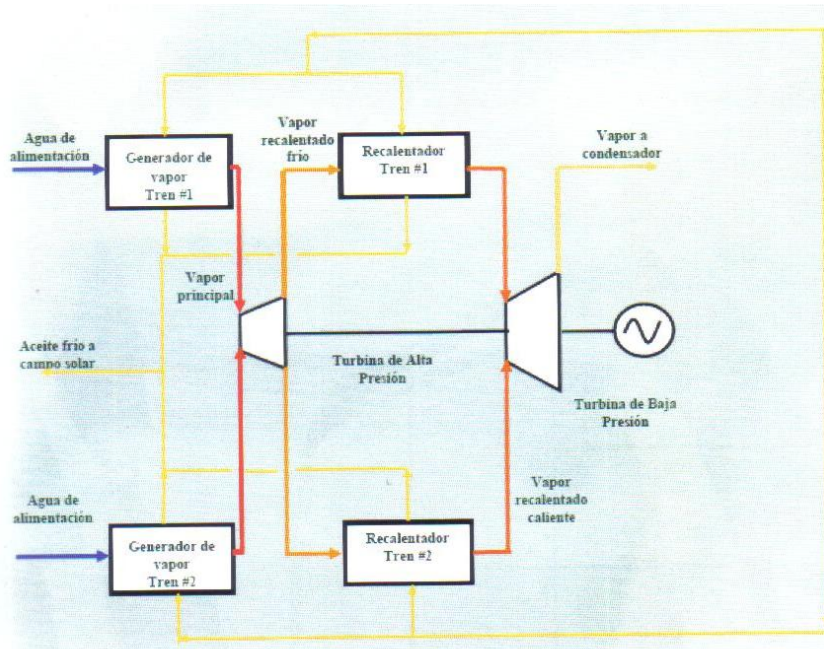 Vapor
recalentado
frío
Agua de
alimentación
Generador de
vapor
Tren #1
Recalentador
Tren #1
Vapor a
condensador
Vapor
principal
Aceite frío a
campo solar
Turbina de Alta
Presión
Turbina de Baja
Presión
Agua de
alimentación
Generador de
vapor
Tren #2
Recalentador
Tren #2
Vapor
recalentado
caliente